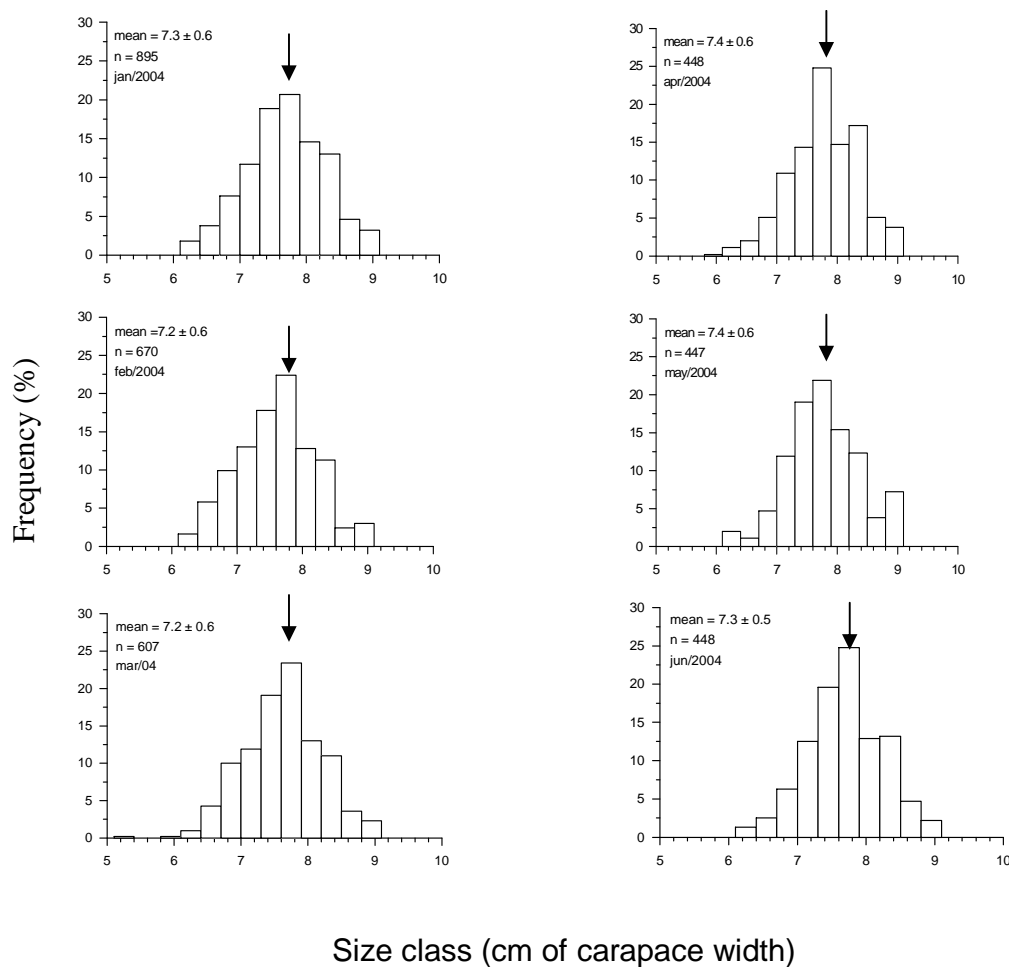 mean = 7.3 ± 0.6
n = 895
jan/2004
30
25
20
15
10
5
0
5 6 7 8 9 10
mean = 7.4 ± 0.6
n = 448
apr/2004
30
25
20
15
10
5
0
5 6 7 8 9 10
mean =7.2 ± 0.6
n = 670
feb/2004
30
25
20
15
10
5
0
5 6 7 8 9 10
mean = 7.4 ± 0.6
n = 447
may/2004
30
25
20
15
10
5
0
5 6 7 8 9 10
Frequency (%)
mean = 7.2 ± 0.6
n = 607
mar/04
30
25
20
15
10
5
0
5 6 7 8 9 10
mean = 7.3 ± 0.5
n = 448
jun/2004
30
25
20
15
10
5
0
5 6 7 8 9 10
Size class (cm of carapace width)